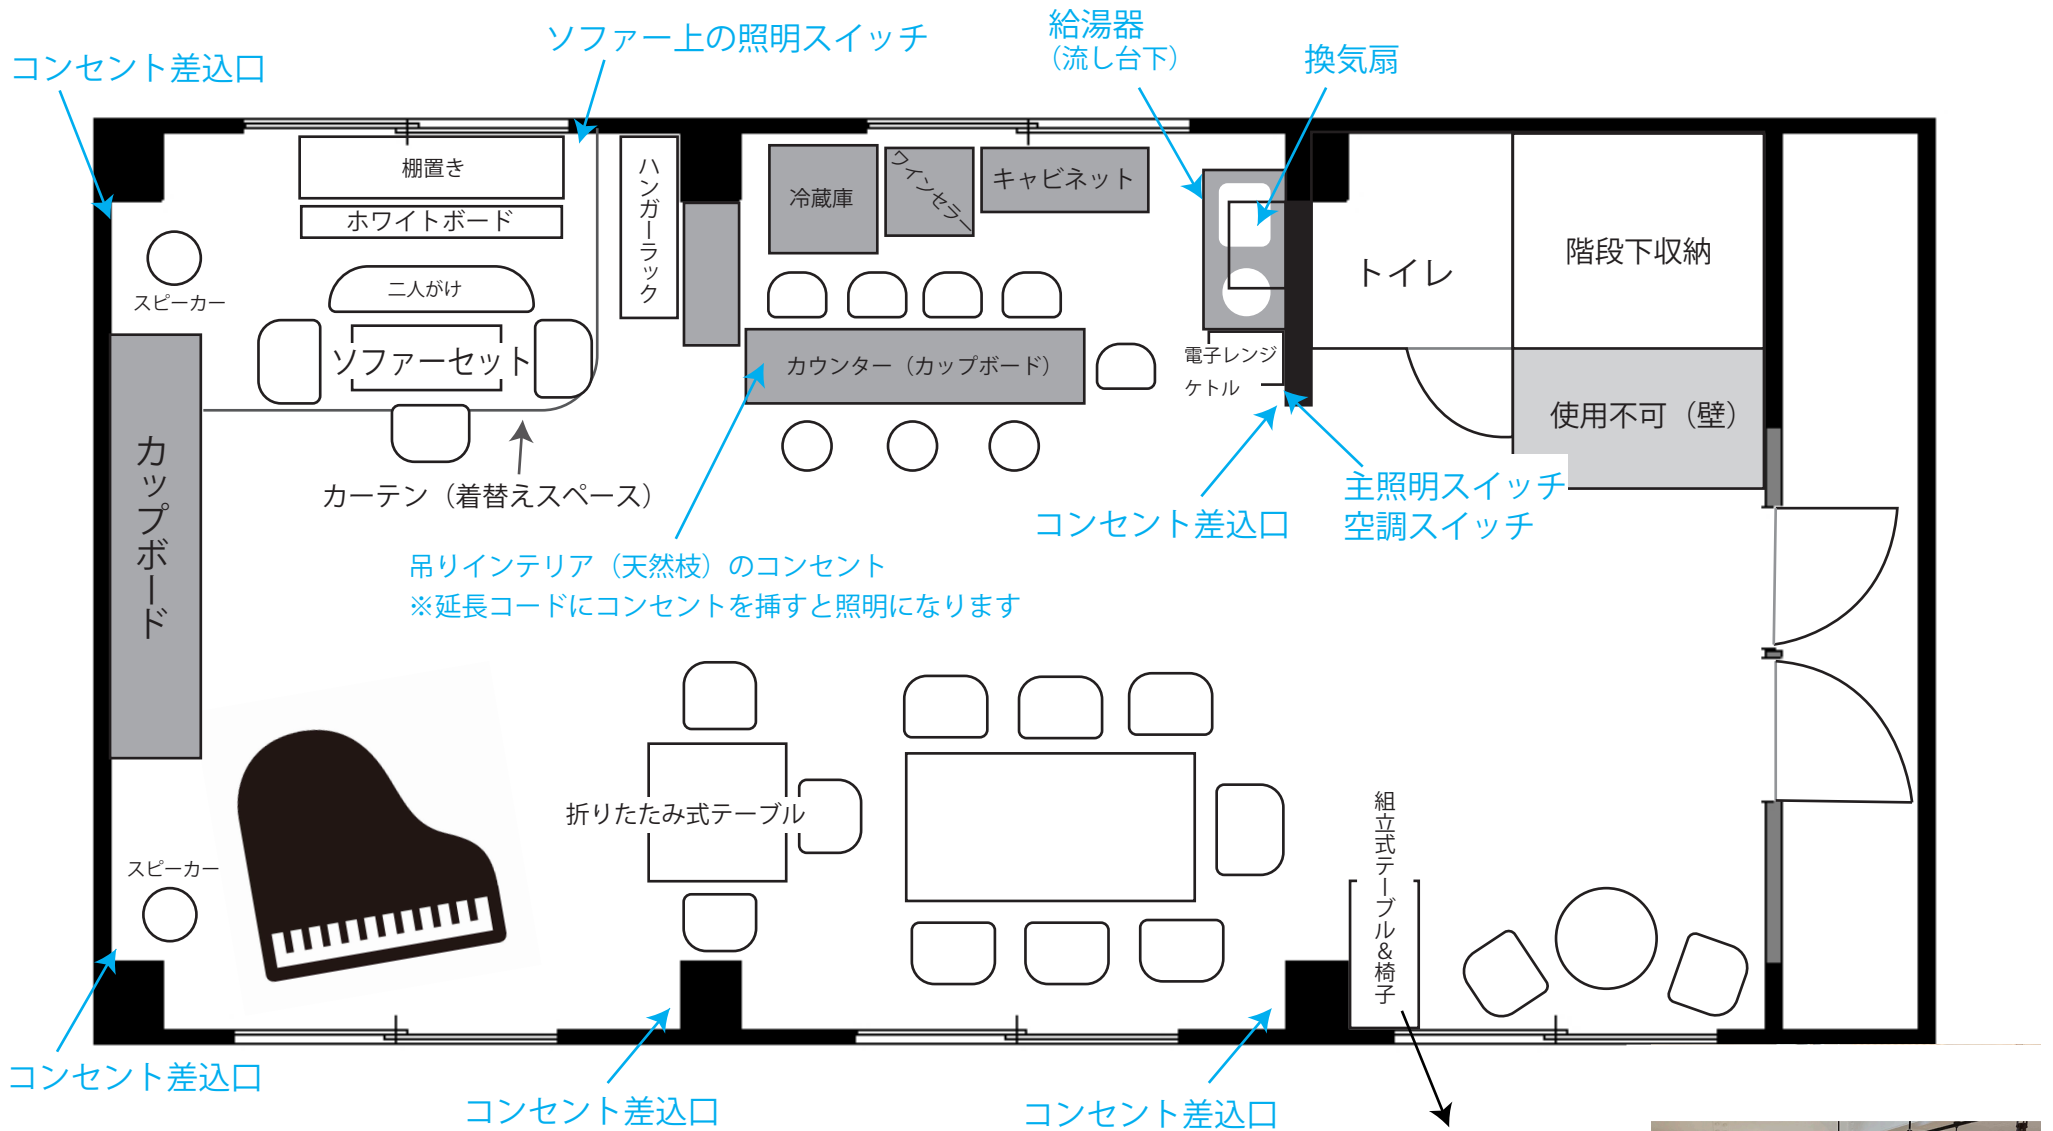 ソファー上の照明スイッチ
給湯器
（流し台下）
換気扇
コンセント差込口
棚置き
ホワイトボード
ハンガーラック
冷蔵庫
ワインセラー
キャビネット
トイレ
階段下収納
スピーカー
二人がけ
ソファーセット
カウンター（カップボード）
電子レンジ
ケトル
使用不可（壁）
カップボード
カーテン（着替えスペース）
コンセント差込口
主照明スイッチ
空調スイッチ
吊りインテリア（天然枝）のコンセント
※延長コードにコンセントを挿すと照明になります
折りたたみ式テーブル
組立式テーブル＆椅子
スピーカー
コンセント差込口
コンセント差込口
コンセント差込口